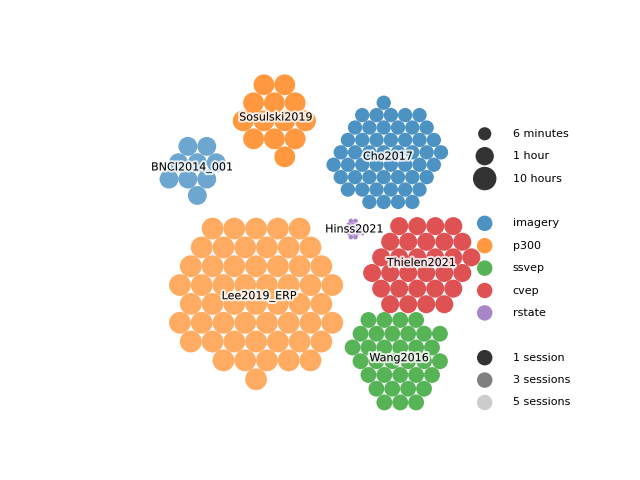 Sosulski2019
BNCI2014_001
Cho2017
Hinss2021
Thielen2021
Lee2019_ERP
Wang2016
6 minutes
1 hour
10 hours
imagery
p300
ssvep
cvep
rstate
1 session
3 sessions
5 sessions